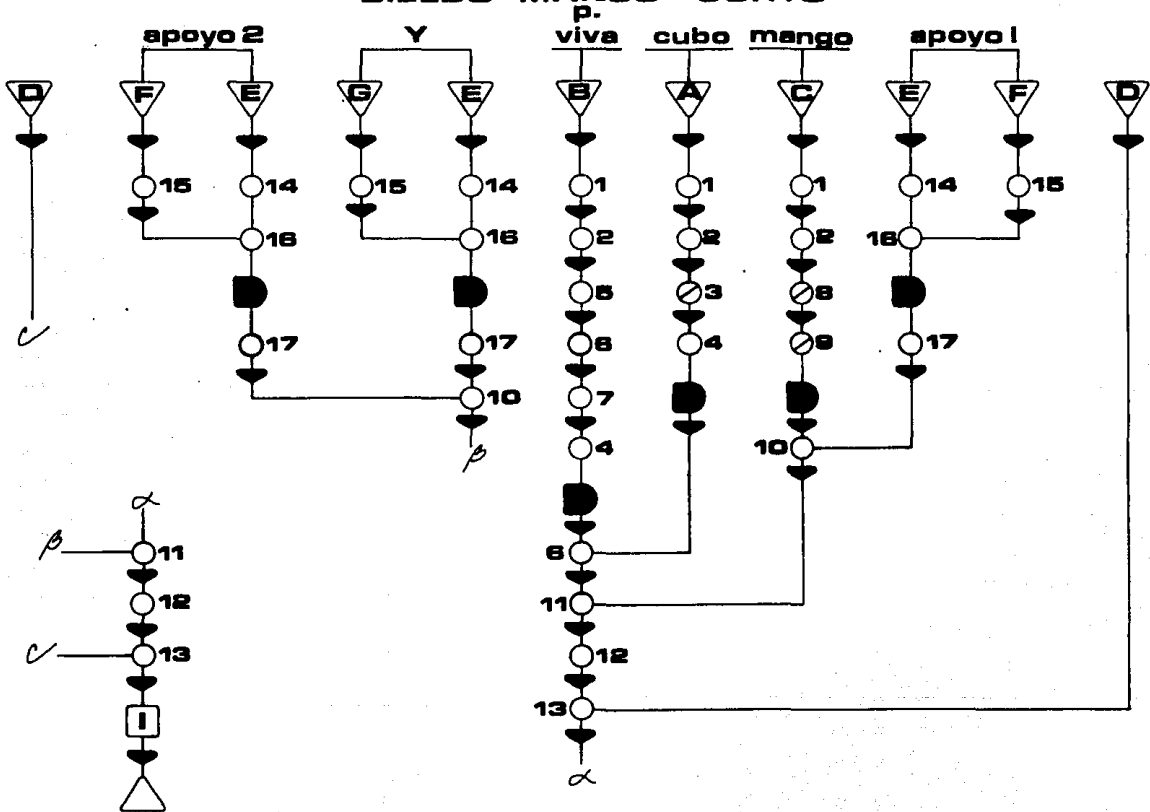 p.
apoyo 2 Y viva cubo mango apoyo 1
D F E G E B A C E F D
15 14 15 14 1 1 1 14 15
16 16 2 2 2 16
5 3 8
C 17 17 6 4 9 17
10 7
β 4 10
α
β 11 6
12 11
C 13 12
I 13
α